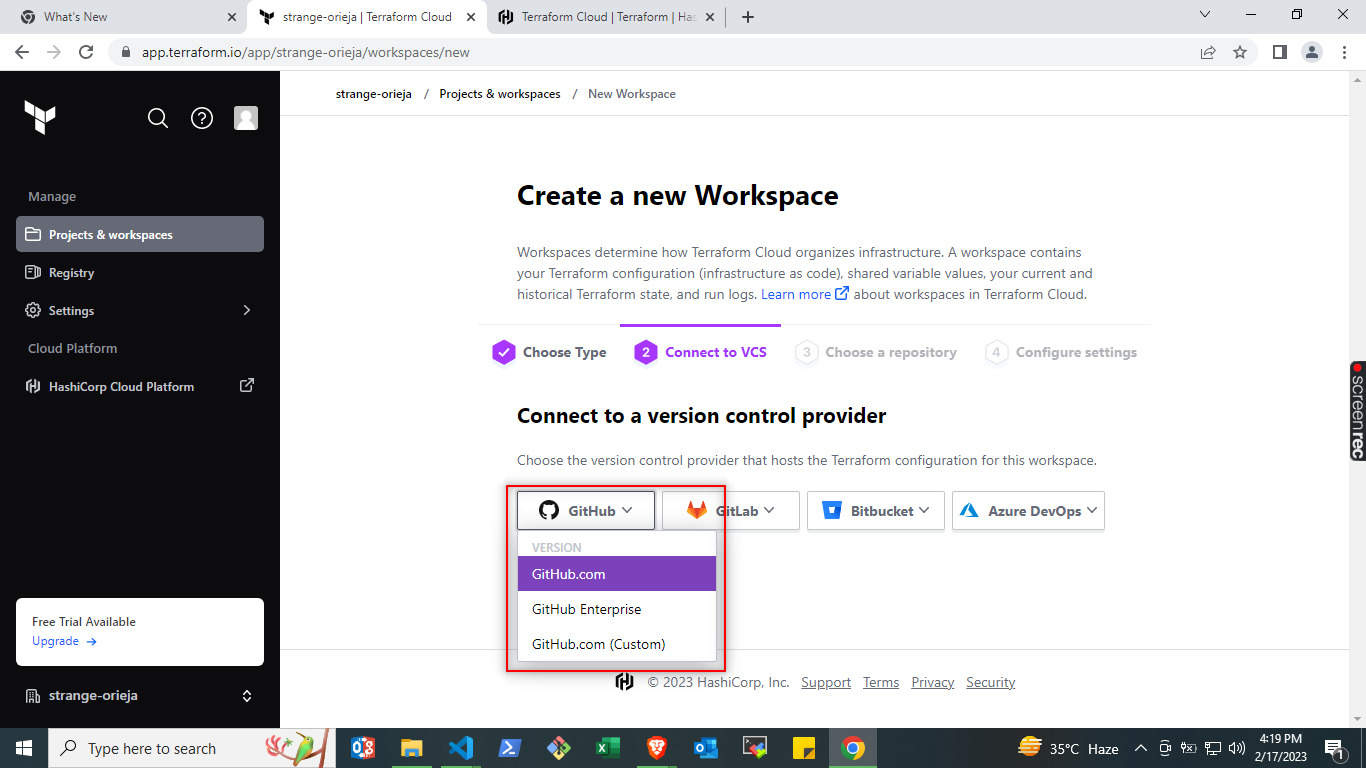 What's New
strange-orieja | Terraform Cloud
Terraform Cloud | Terraform | Has
app.terraform.io/app/strange-orieja/workspaces/new
strange-orieja / Projects & workspaces / New Workspace
Manage
Projects & workspaces
Registry
Settings
Cloud Platform
HashiCorp Cloud Platform
Free Trial Available
Upgrade →
strange-orieja
Create a new Workspace
Workspaces determine how Terraform Cloud organizes infrastructure. A workspace contains
your Terraform configuration (infrastructure as code), shared variable values, your current and
historical Terraform state, and run logs. Learn more about workspaces in Terraform Cloud.
Choose Type 2 Connect to VCS 3 Choose a repository 4 Configure settings
Connect to a version control provider
Choose the version control provider that hosts the Terraform configuration for this workspace.
GitHub GitLab Bitbucket Azure DevOps
VERSION
GitHub.com
GitHub Enterprise
GitHub.com (Custom)
© 2023 HashiCorp, Inc. Support Terms Privacy Security
screenrec
Type here to search
35°C Haze
4:19 PM
2/17/2023
1